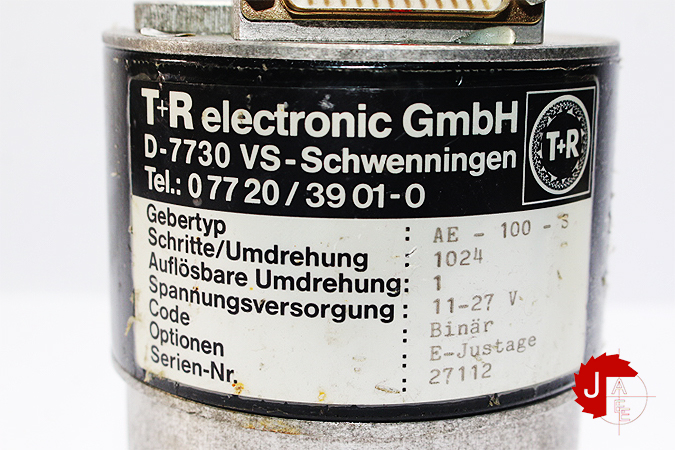 T+R electronic GmbH
D-7730 VS-Schwenningen
Tel.: 0 77 20 / 39 01-0
T+R
Gebertyp : AE - 100 - S
Schritte/Umdrehung : 1024
Auflösbare Umdrehung: 1
Spannungsversorgung : 11-27 V
Code : Binär
Optionen : E-Justage
Serien-Nr. : 27112
J
A
E
E